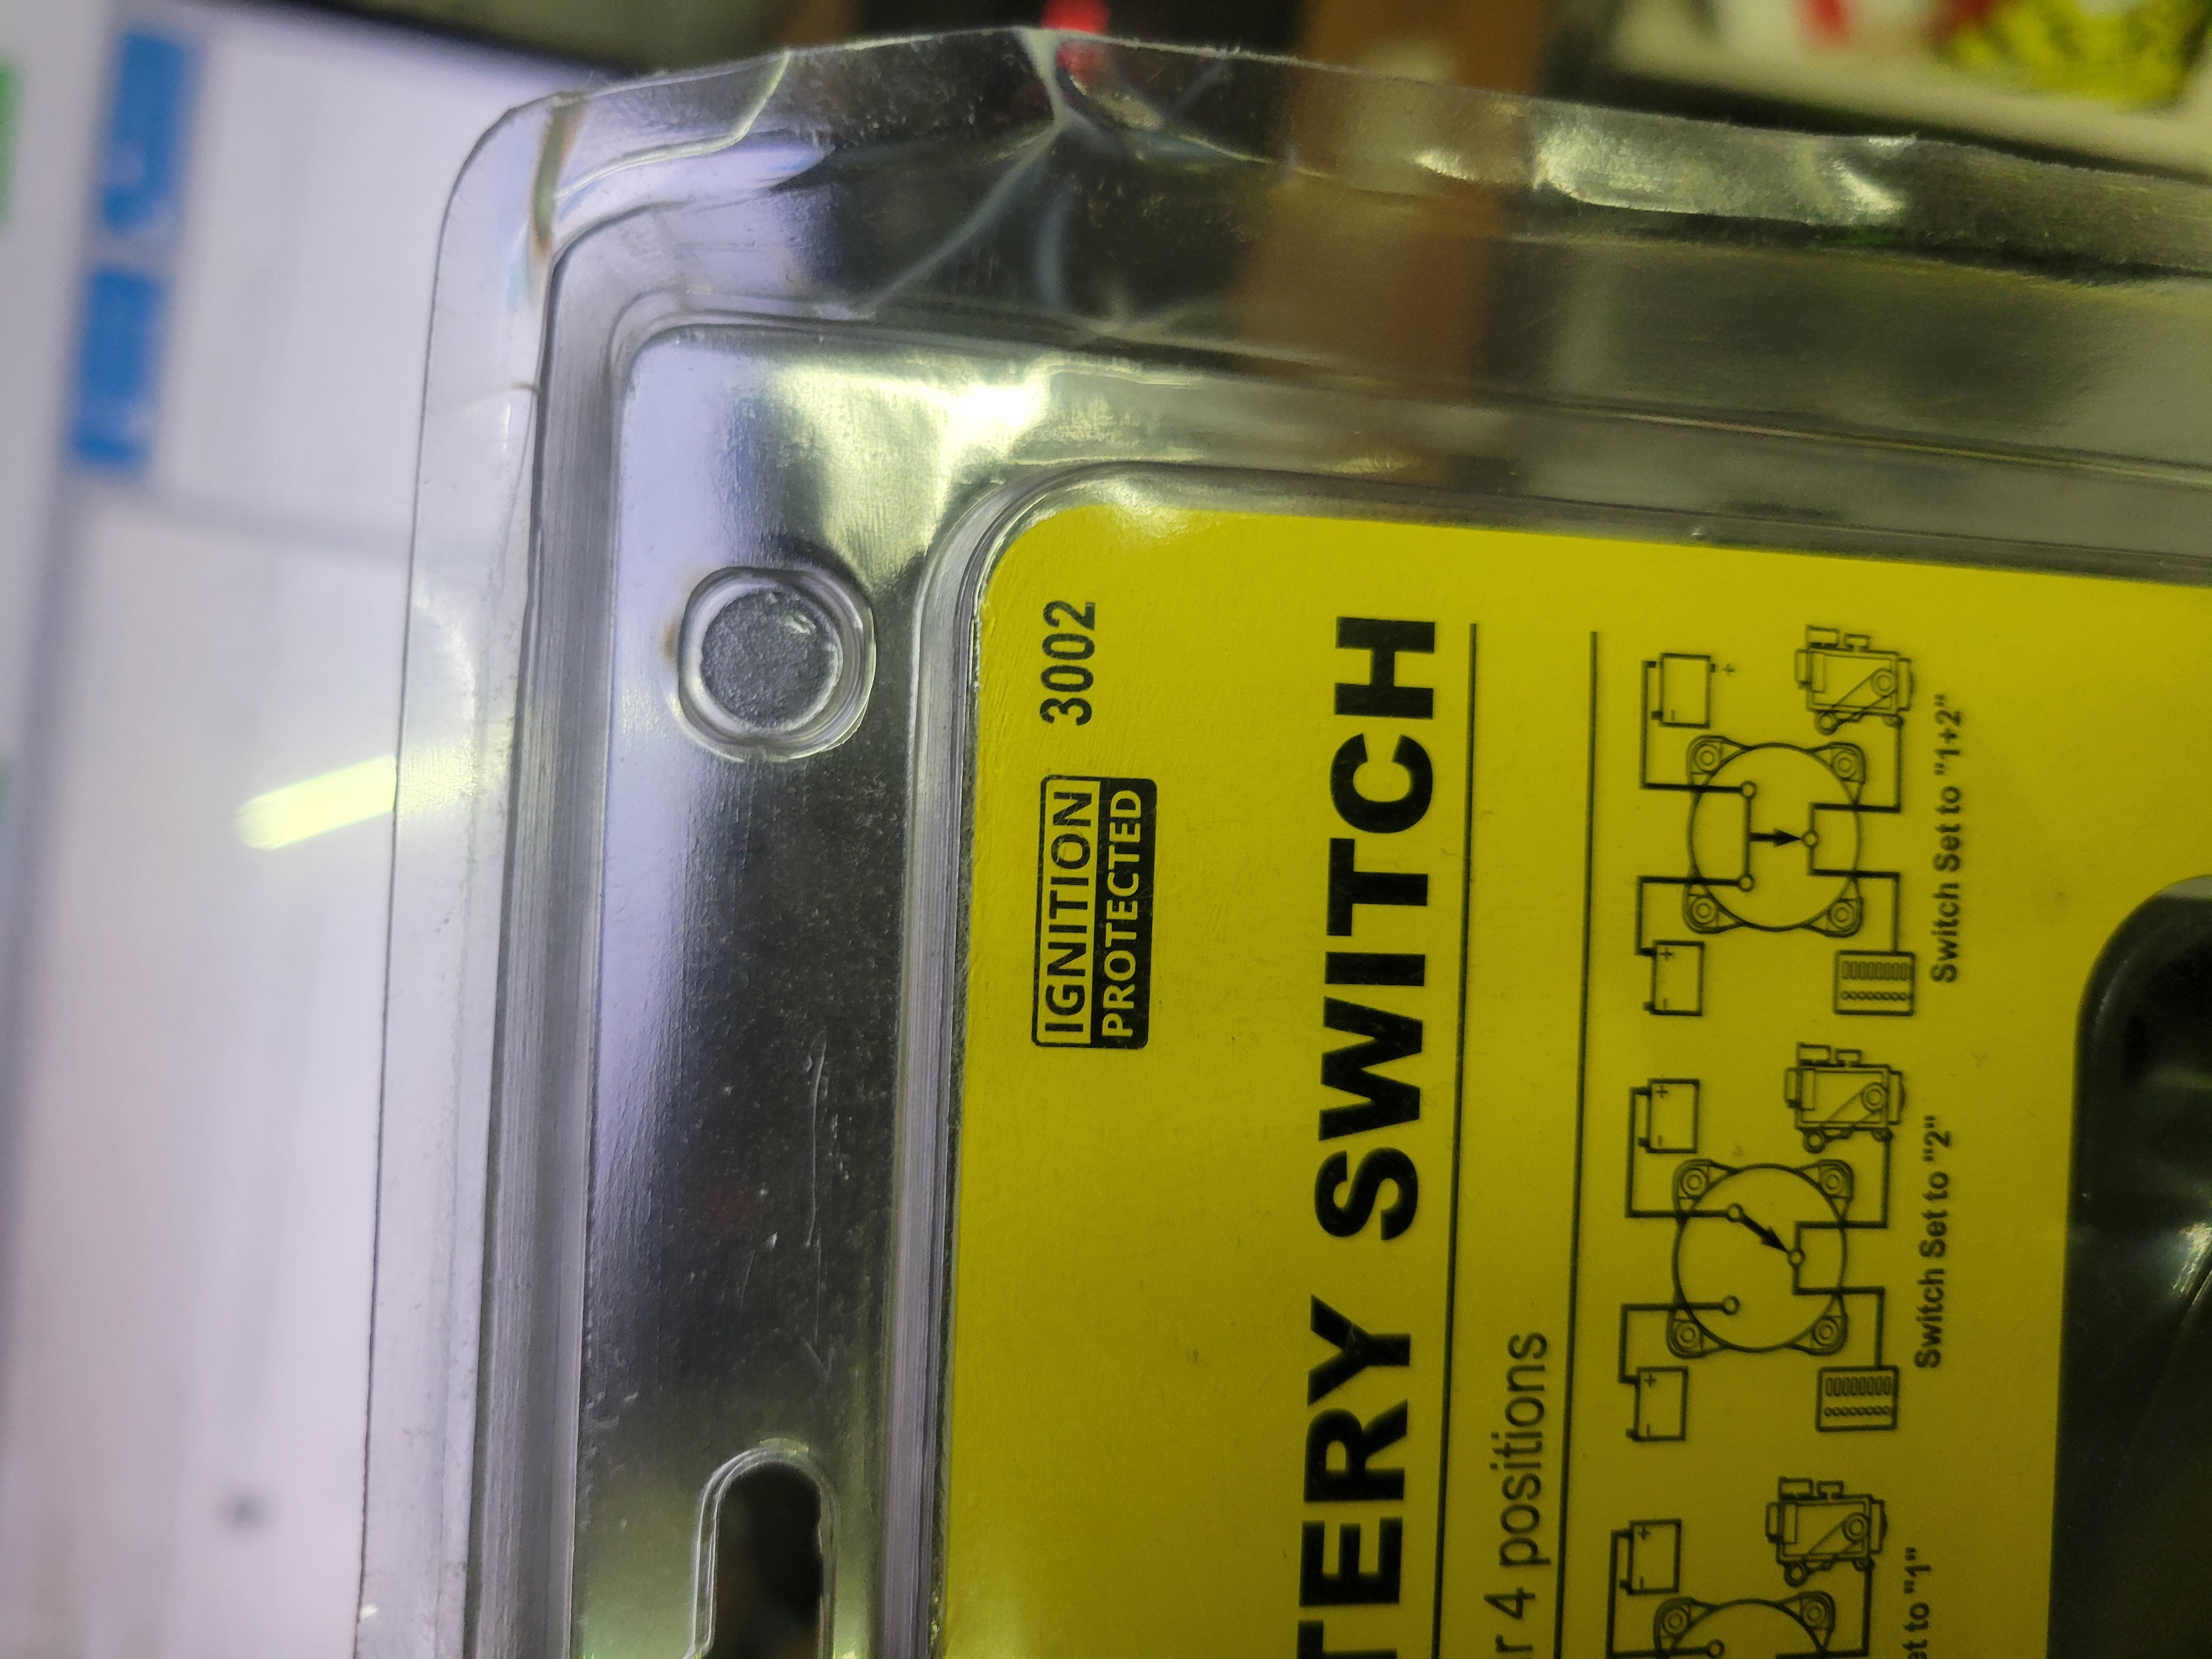 IGNITION
PROTECTED
3002
TERY SWITCH
r 4 positions
et to "1"
Switch Set to "2"
Switch Set to "1+2"